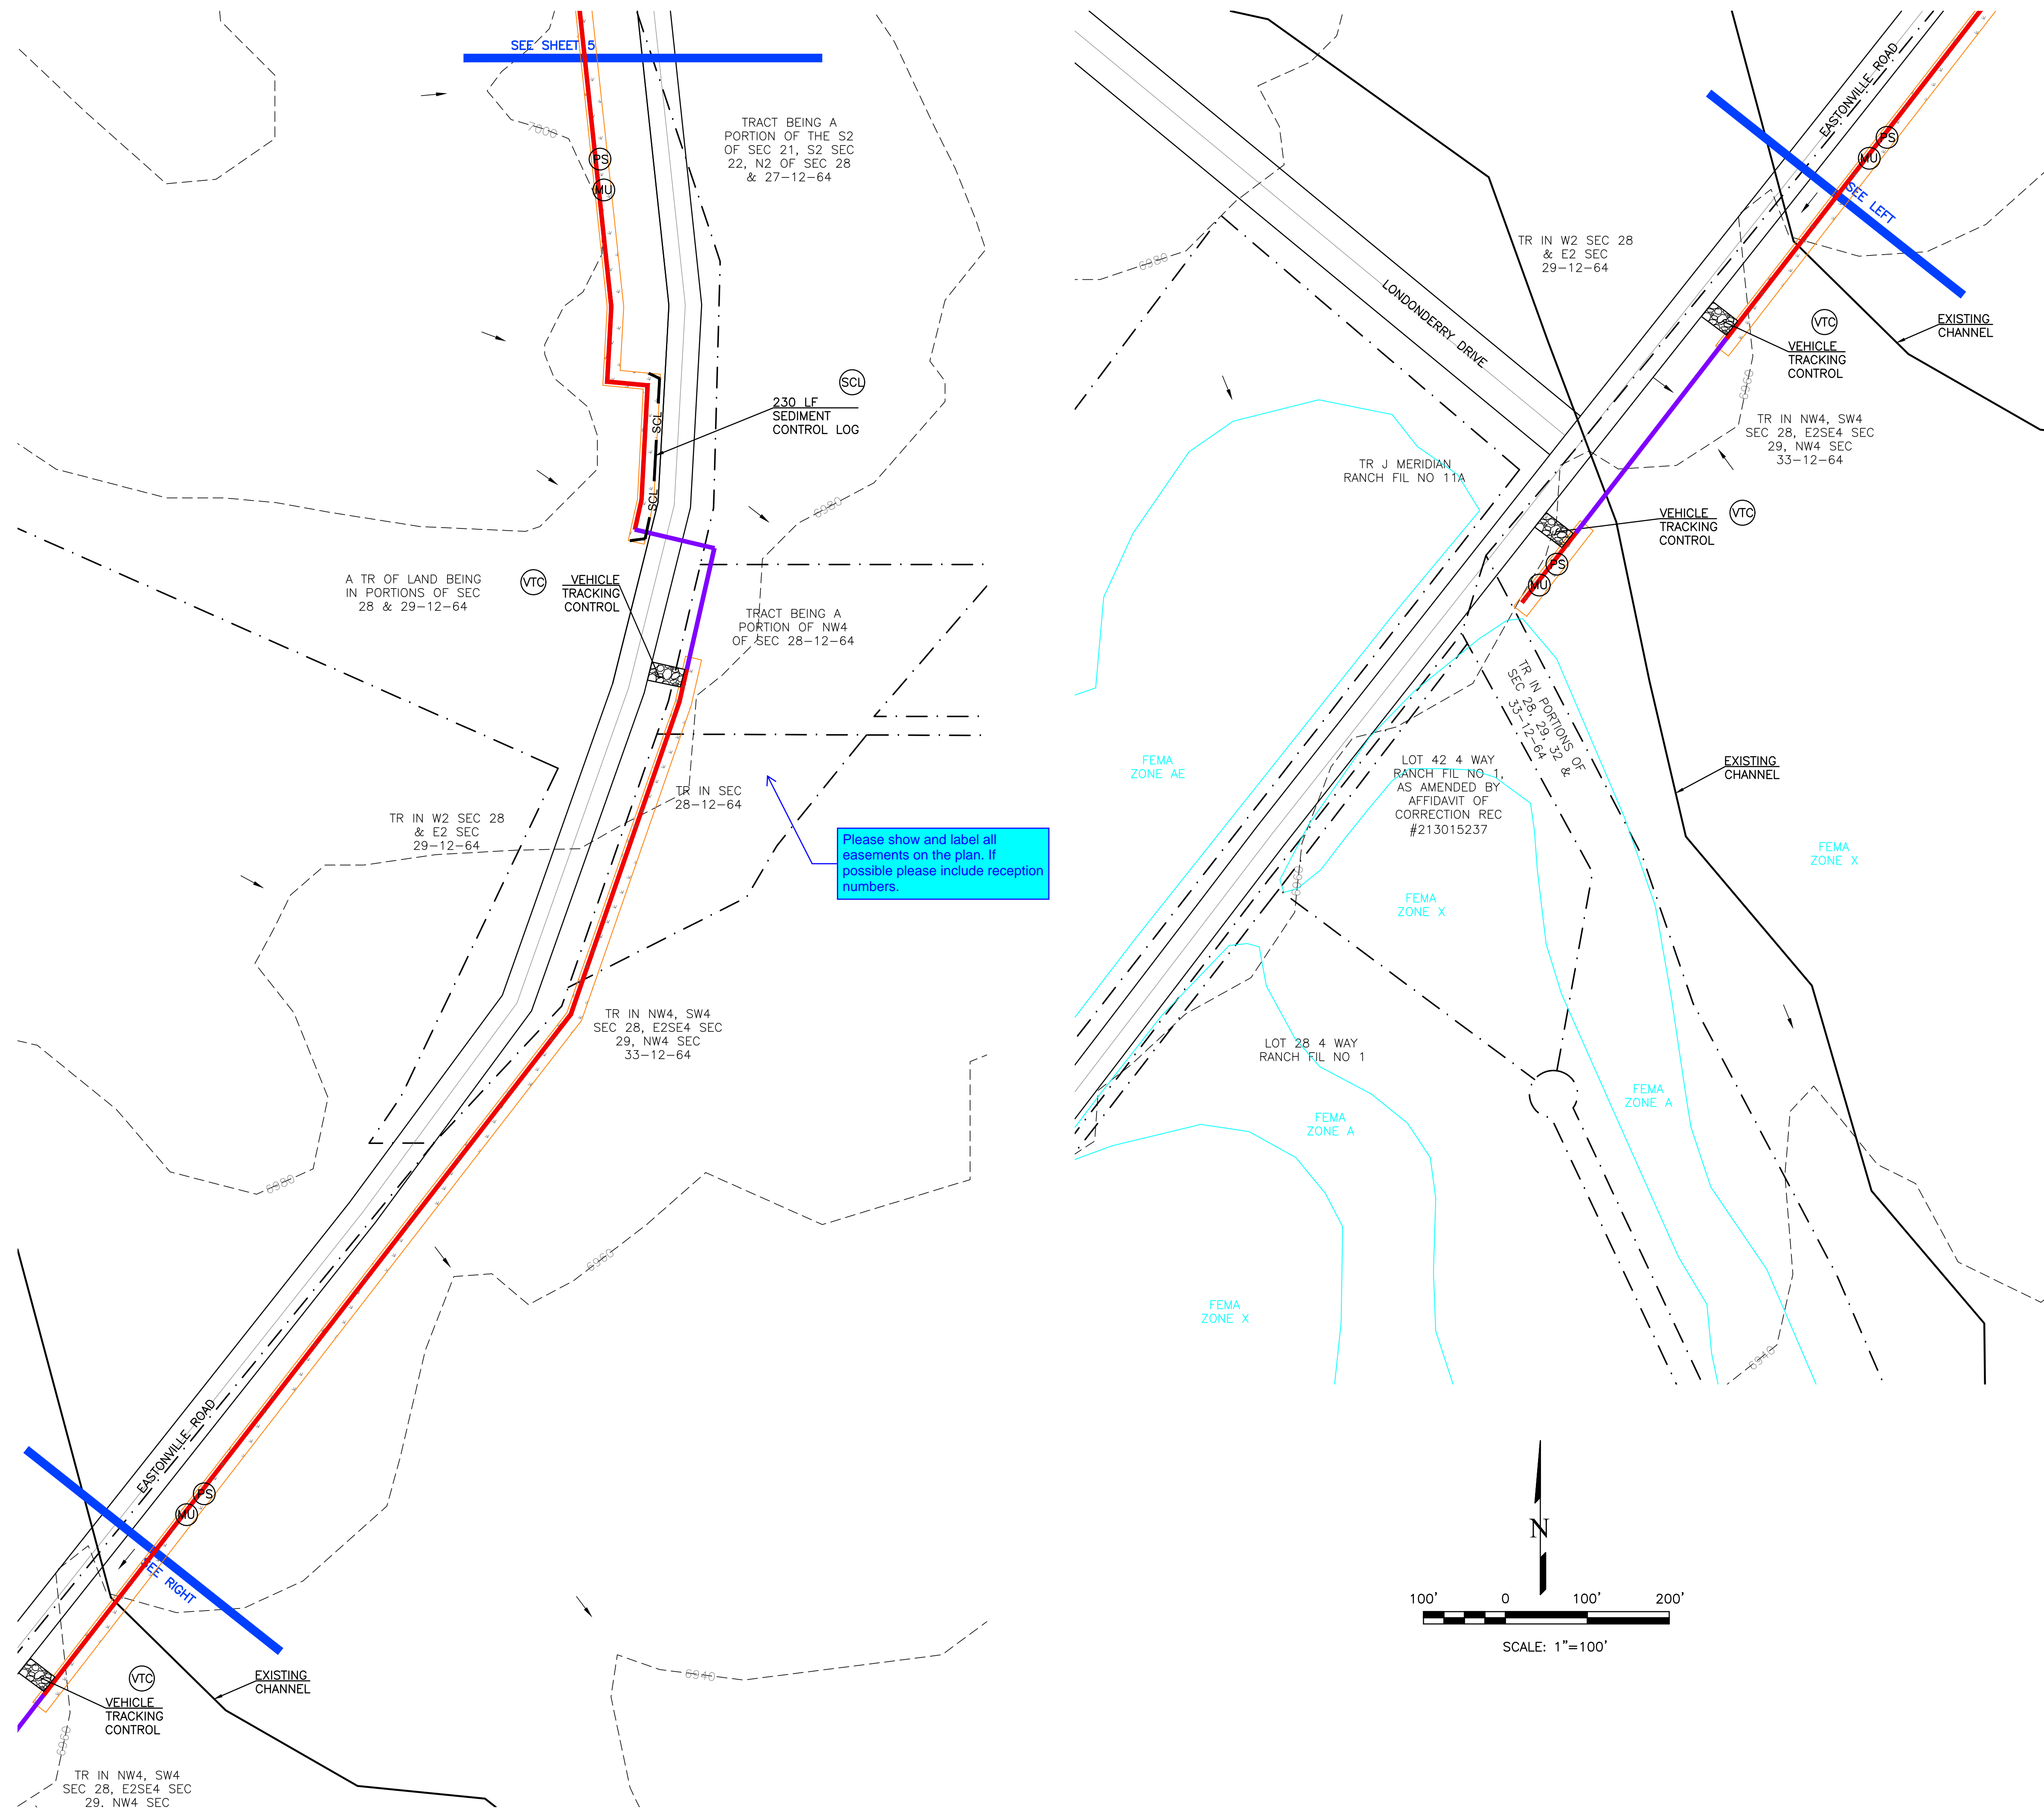 SEE SHEET 5
7000
TRACT BEING A
PORTION OF THE S2
OF SEC 21, S2 SEC
22, N2 OF SEC 28
& 27-12-64
PS
MU
SCL
230 LF
SEDIMENT
CONTROL LOG
SCL
SCL
6980
A TR OF LAND BEING
IN PORTIONS OF SEC
28 & 29-12-64
VTC
VEHICLE
TRACKING
CONTROL
TRACT BEING A
PORTION OF NW4
OF SEC 28-12-64
TR IN SEC
28-12-64
TR IN W2 SEC 28
& E2 SEC
29-12-64
Please show and label all
easements on the plan. If
possible please include reception
numbers.
TR IN NW4, SW4
SEC 28, E2SE4 SEC
29, NW4 SEC
33-12-64
6980
6960
EASTONVILLE ROAD
PS
MU
SEE RIGHT
VTC
VEHICLE
TRACKING
CONTROL
EXISTING
CHANNEL
6940
6960
TR IN NW4, SW4
SEC 28, E2SE4 SEC
29, NW4 SEC
EASTONVILLE ROAD
PS
MU
SEE LEFT
TR IN W2 SEC 28
& E2 SEC
29-12-64
6980
LONDONDERRY DRIVE
VTC
VEHICLE
TRACKING
CONTROL
EXISTING
CHANNEL
6960
TR IN NW4, SW4
SEC 28, E2SE4 SEC
29, NW4 SEC
33-12-64
TR J MERIDIAN
RANCH FIL NO 11A
VEHICLE
TRACKING
CONTROL
VTC
PS
MU
TR IN PORTIONS OF
SEC 28, 29, 32 &
33-12-64
FEMA
ZONE AE
LOT 42 4 WAY
RANCH FIL NO 1,
AS AMENDED BY
AFFIDAVIT OF
CORRECTION REC
#213015237
EXISTING
CHANNEL
FEMA
ZONE X
6960
FEMA
ZONE X
LOT 28 4 WAY
RANCH FIL NO 1
FEMA
ZONE A
FEMA
ZONE A
FEMA
ZONE X
6940
N
100' 0 100' 200'
SCALE: 1"=100'